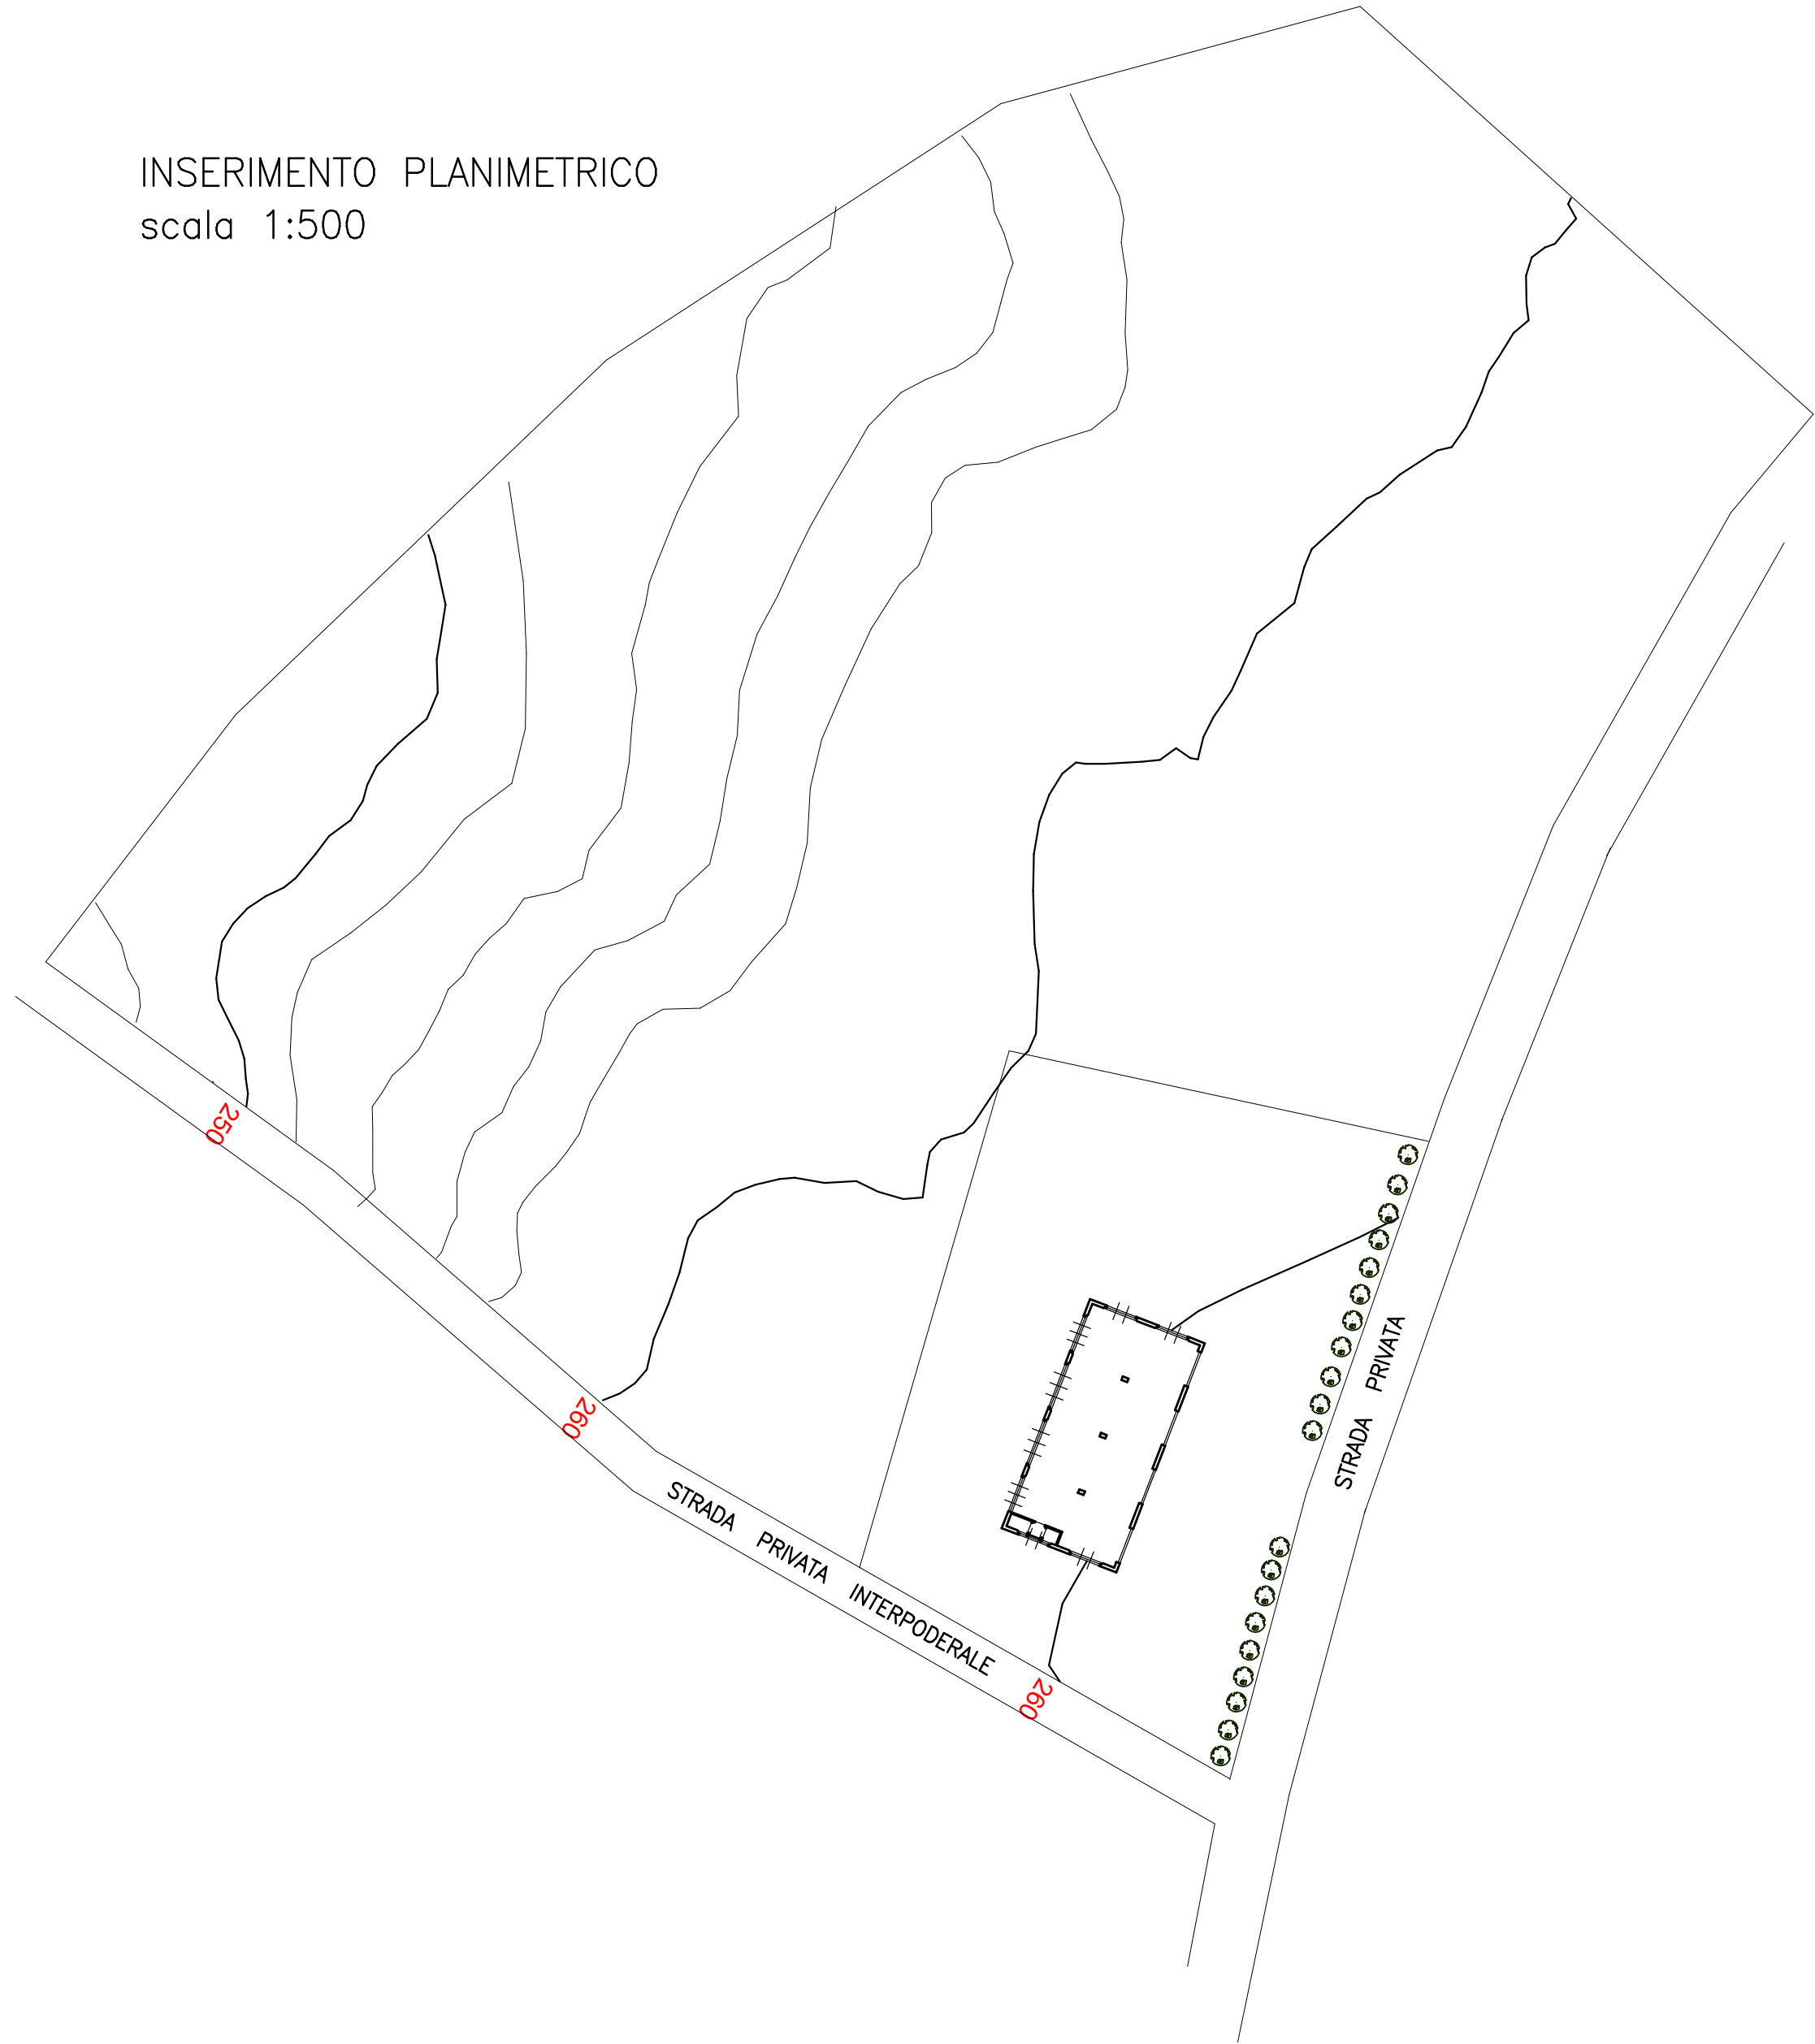 INSERIMENTO PLANIMETRICO
scala 1:500
250
260
STRADA PRIVATA
STRADA PRIVATA INTERPODERALE
260